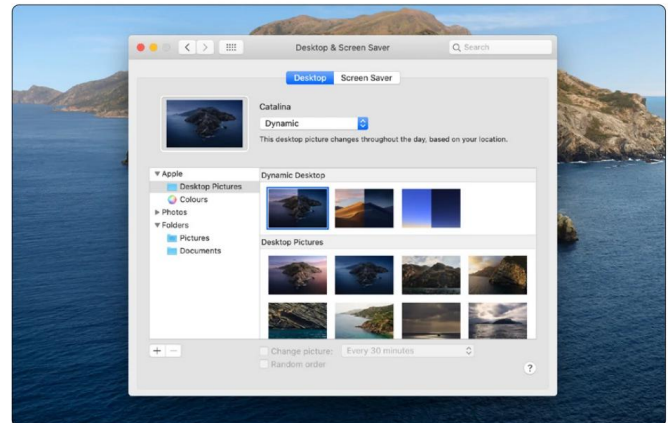 Desktop & Screen Saver
Search
Desktop
Screen Saver
Catalina
Dynamic
This desktop picture changes throughout the day, based on your location.
Apple
Desktop Pictures
Colours
Photos
Folders
Pictures
Documents
Dynamic Desktop
Desktop Pictures
+ −
Change picture: Every 30 minutes
Random order
?